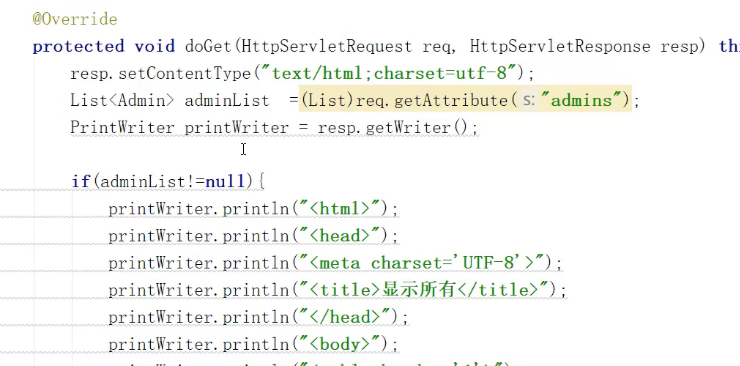 @Override
protected void doGet(HttpServletRequest req, HttpServletResponse resp) th
resp.setContentType("text/html;charset=utf-8");
List<Admin> adminList =(List)req.getAttribute( s: "admins");
PrintWriter printWriter = resp.getWriter();
if(adminList!=null){
printWriter.println("<html>");
printWriter.println("<head>");
printWriter.println("<meta charset='UTF-8'>");
printWriter.println("<title>显示所有</title>");
printWriter.println("</head>");
printWriter.println("<body>");